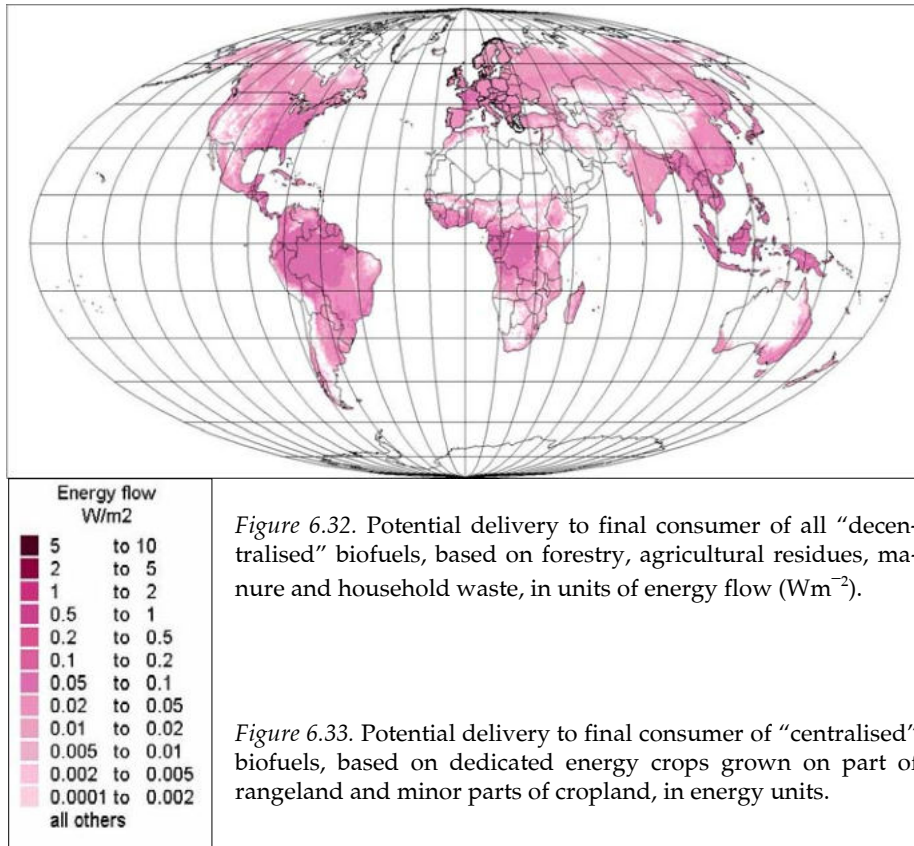 Energy flow
W/m2
5 to 10
2 to 5
1 to 2
0.5 to 1
0.2 to 0.5
0.1 to 0.2
0.05 to 0.1
0.02 to 0.05
0.01 to 0.02
0.005 to 0.01
0.002 to 0.005
0.0001 to 0.002
all others
Figure 6.32. Potential delivery to final consumer of all “decen-
tralised” biofuels, based on forestry, agricultural residues, ma-
nure and household waste, in units of energy flow (Wm⁻²).
Figure 6.33. Potential delivery to final consumer of “centralised”
biofuels, based on dedicated energy crops grown on part of
rangeland and minor parts of cropland, in energy units.